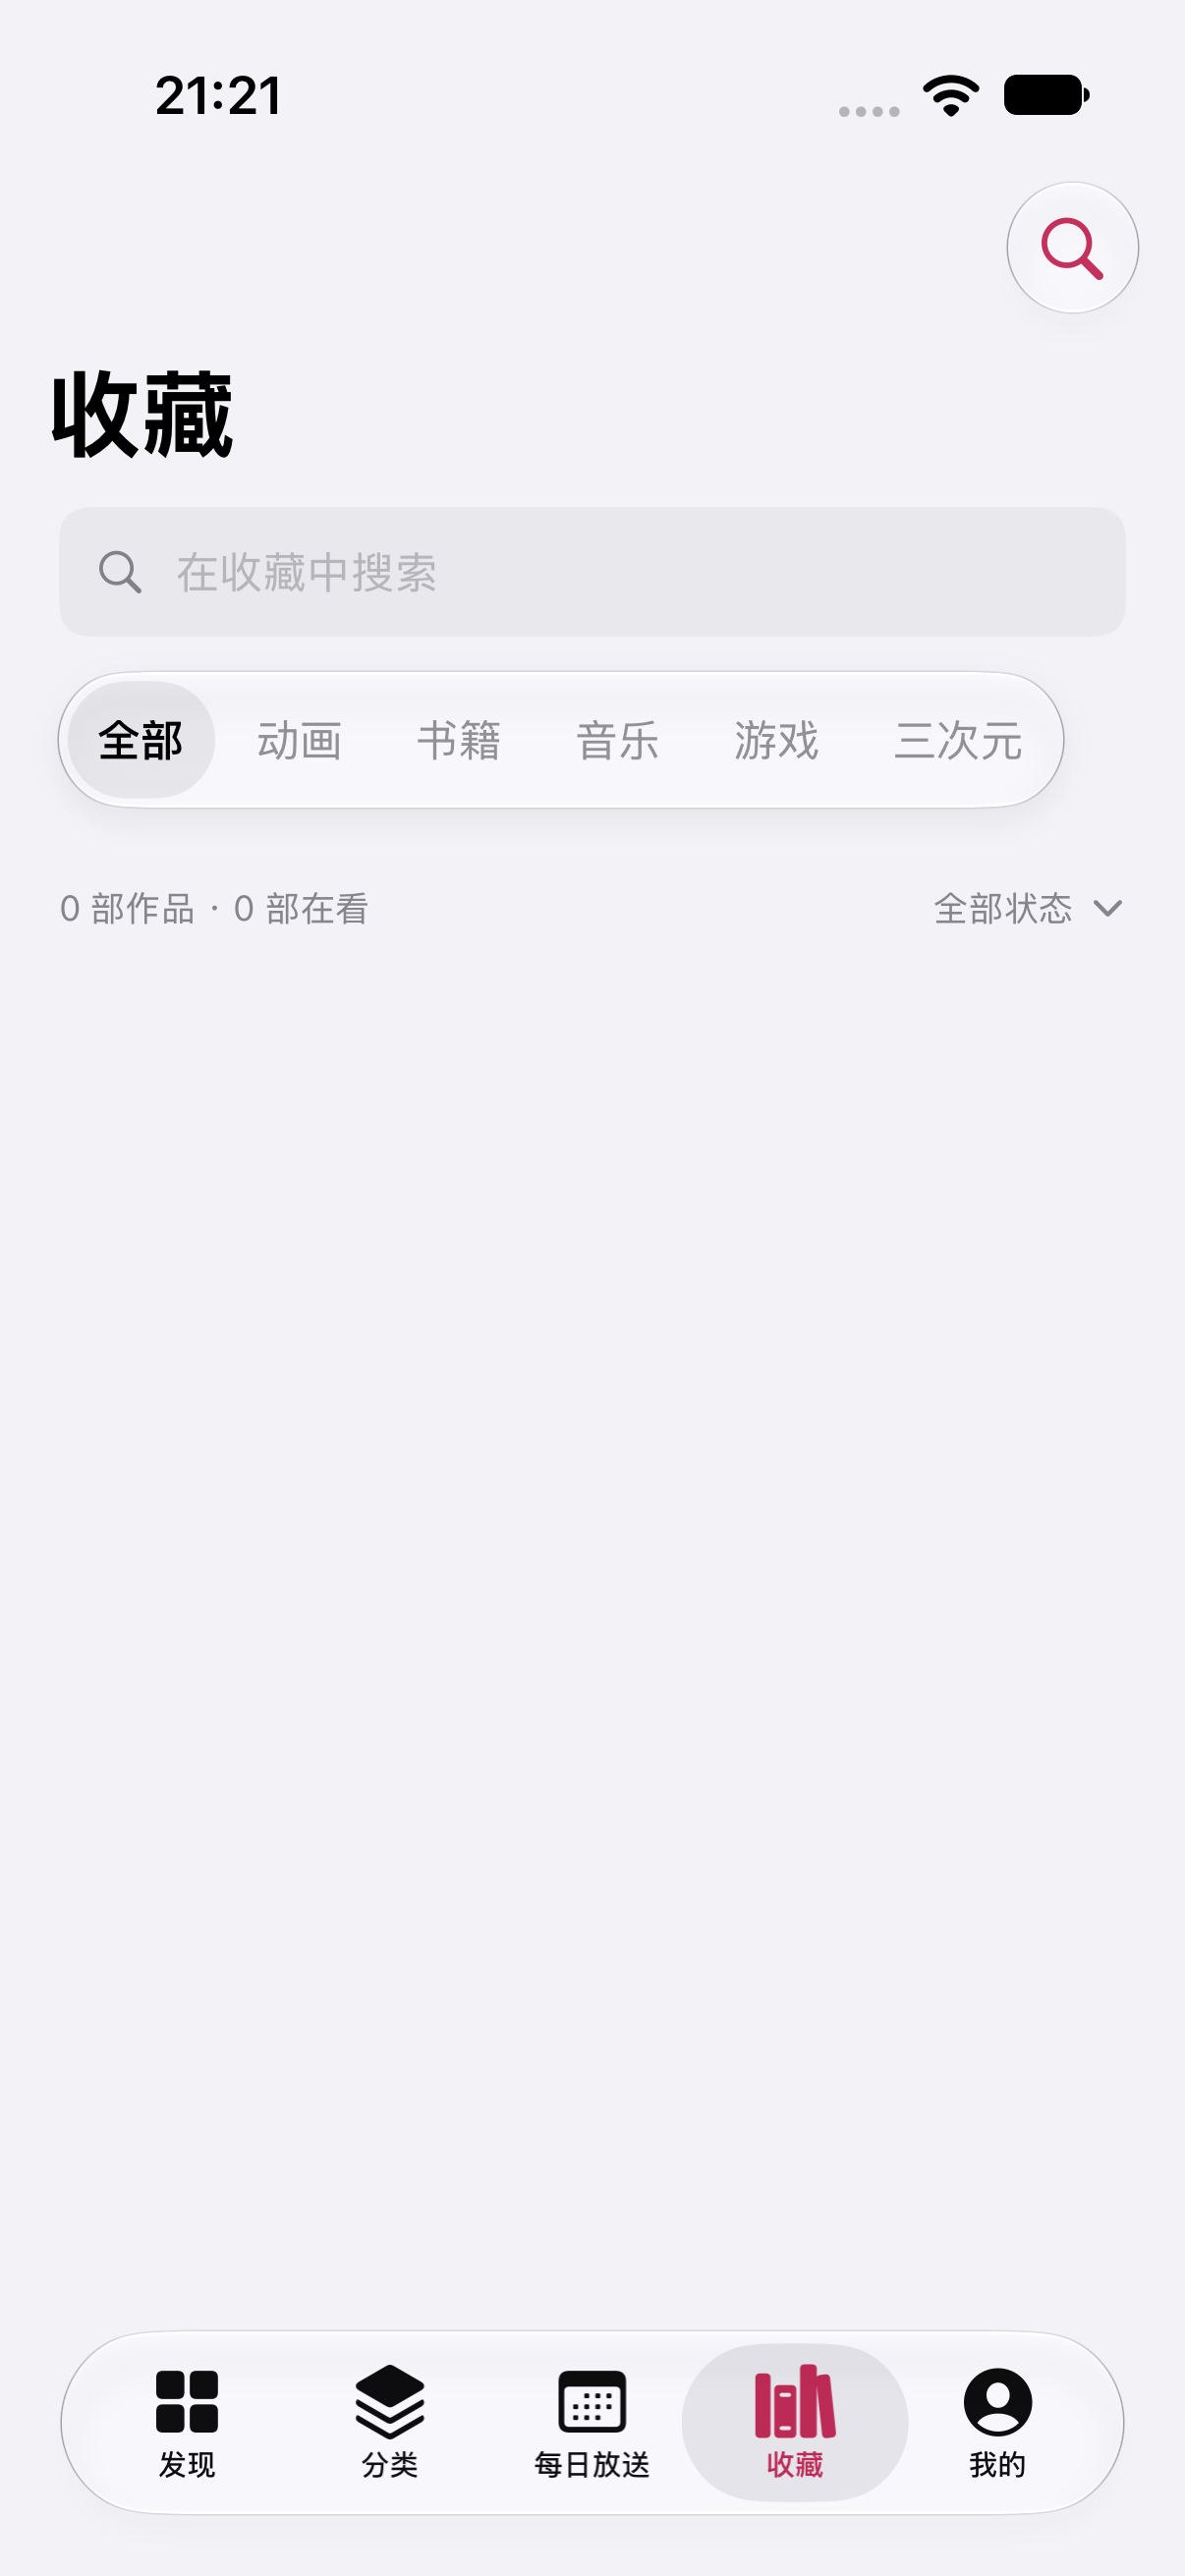 21:21
收藏
在收藏中搜索
全部 动画 书籍 音乐 游戏 三次元
0 部作品 · 0 部在看 全部状态
发现 分类 每日放送 收藏 我的